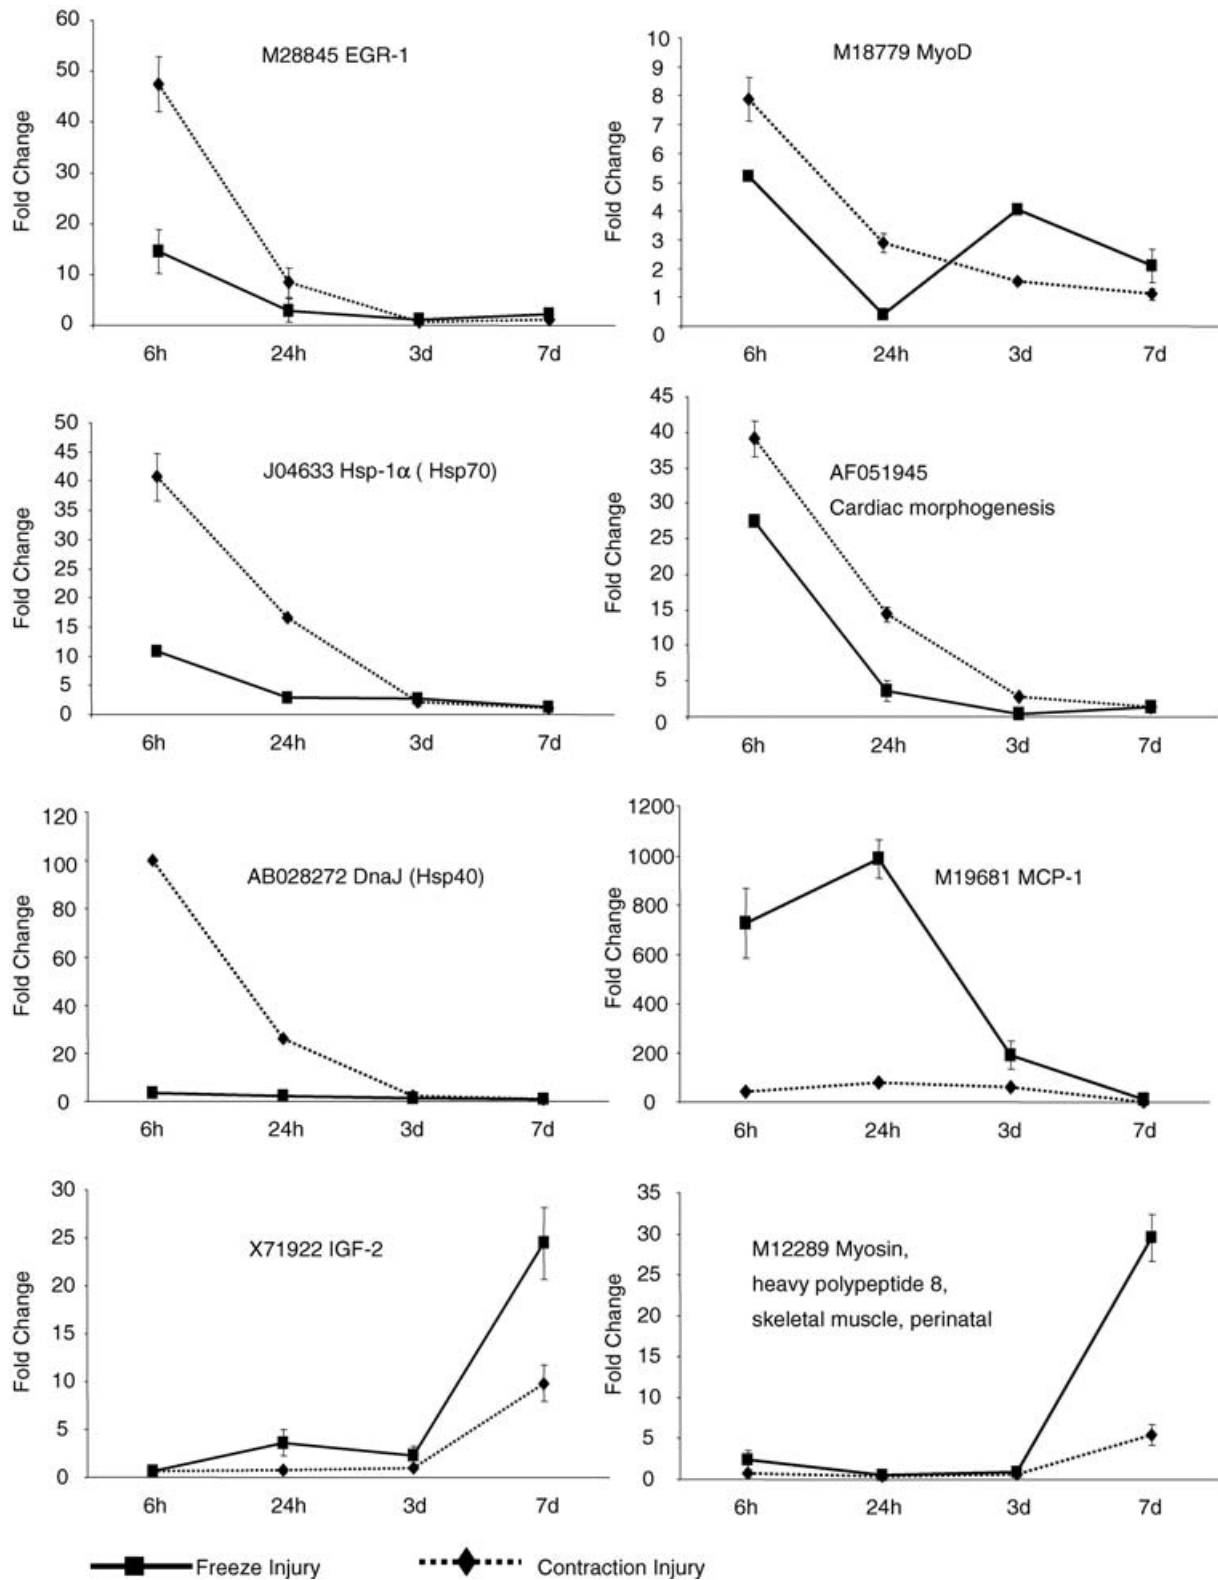 M28845 EGR-1
Fold Change
60
50
40
30
20
10
0
6h 24h 3d 7d
M18779 MyoD
Fold Change
10
9
8
7
6
5
4
3
2
1
0
6h 24h 3d 7d
J04633 Hsp-1α ( Hsp70)
Fold Change
50
45
40
35
30
25
20
15
10
5
0
6h 24h 3d 7d
AF051945
Cardiac morphogenesis
Fold Change
45
40
35
30
25
20
15
10
5
0
6h 24h 3d 7d
AB028272 DnaJ (Hsp40)
Fold Change
120
100
80
60
40
20
0
6h 24h 3d 7d
M19681 MCP-1
Fold Change
1200
1000
800
600
400
200
0
6h 24h 3d 7d
X71922 IGF-2
Fold Change
30
25
20
15
10
5
0
6h 24h 3d 7d
M12289 Myosin,
heavy polypeptide 8,
skeletal muscle, perinatal
Fold Change
35
30
25
20
15
10
5
0
6h 24h 3d 7d
Freeze Injury Contraction Injury